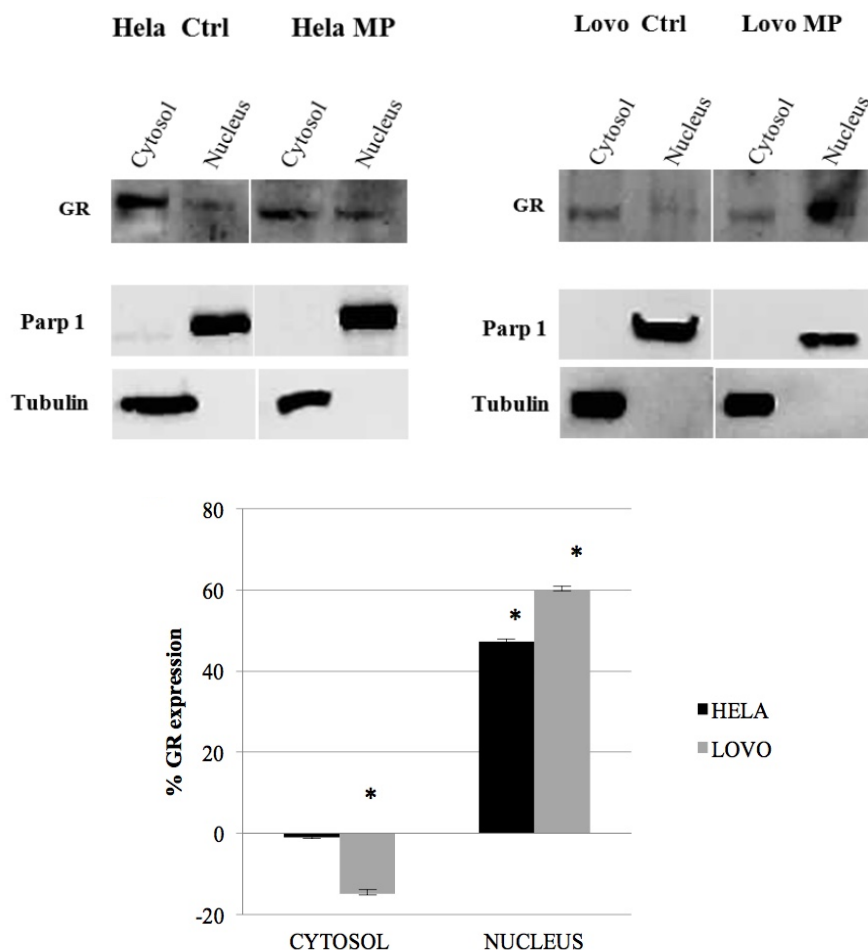 Hela Ctrl Hela MP
Cytosol Nucleus Cytosol Nucleus
GR
Parp 1
Tubulin
Lovo Ctrl Lovo MP
Cytosol Nucleus Cytosol Nucleus
GR
Parp 1
Tubulin
% GR expression
80
60
40
20
0
-20
* * *
CYTOSOL NUCLEUS
HELA
LOVO